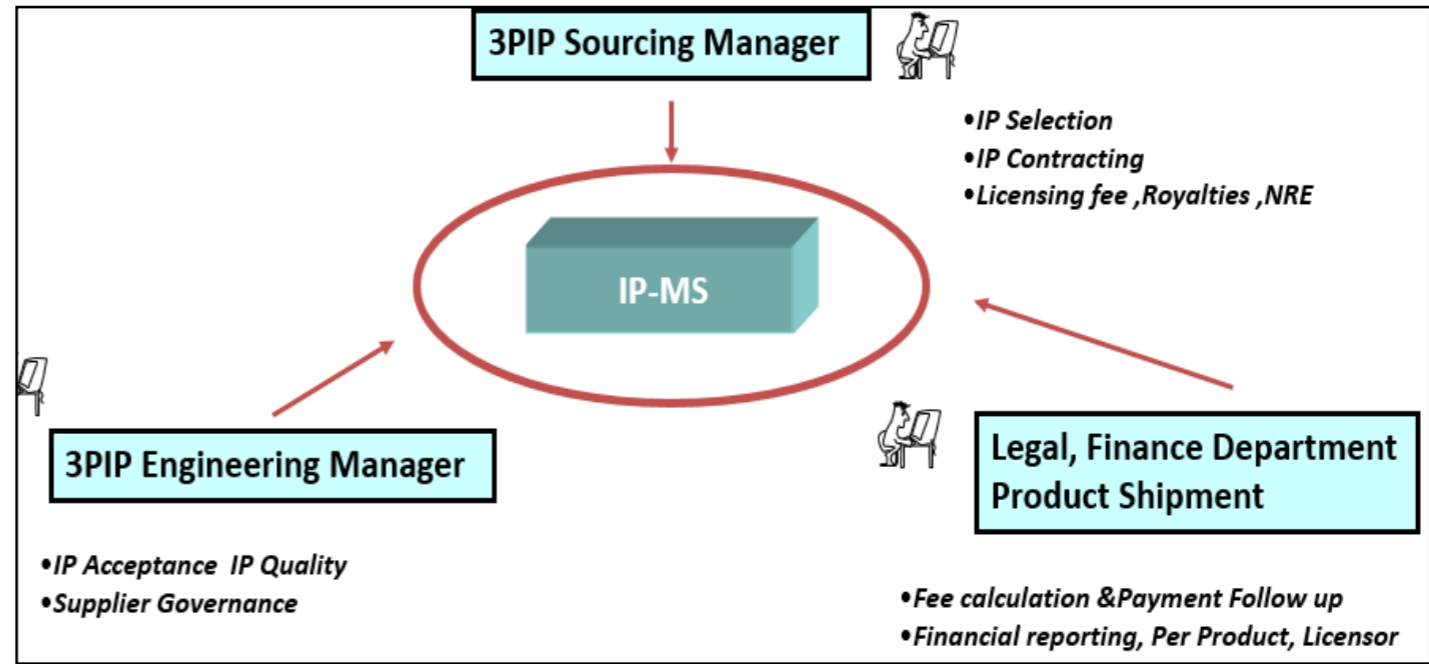 3PIP Sourcing Manager
•IP Selection
•IP Contracting
•Licensing fee ,Royalties ,NRE
IP-MS
3PIP Engineering Manager
•IP Acceptance IP Quality
•Supplier Governance
Legal, Finance Department
Product Shipment
•Fee calculation &Payment Follow up
•Financial reporting, Per Product, Licensor